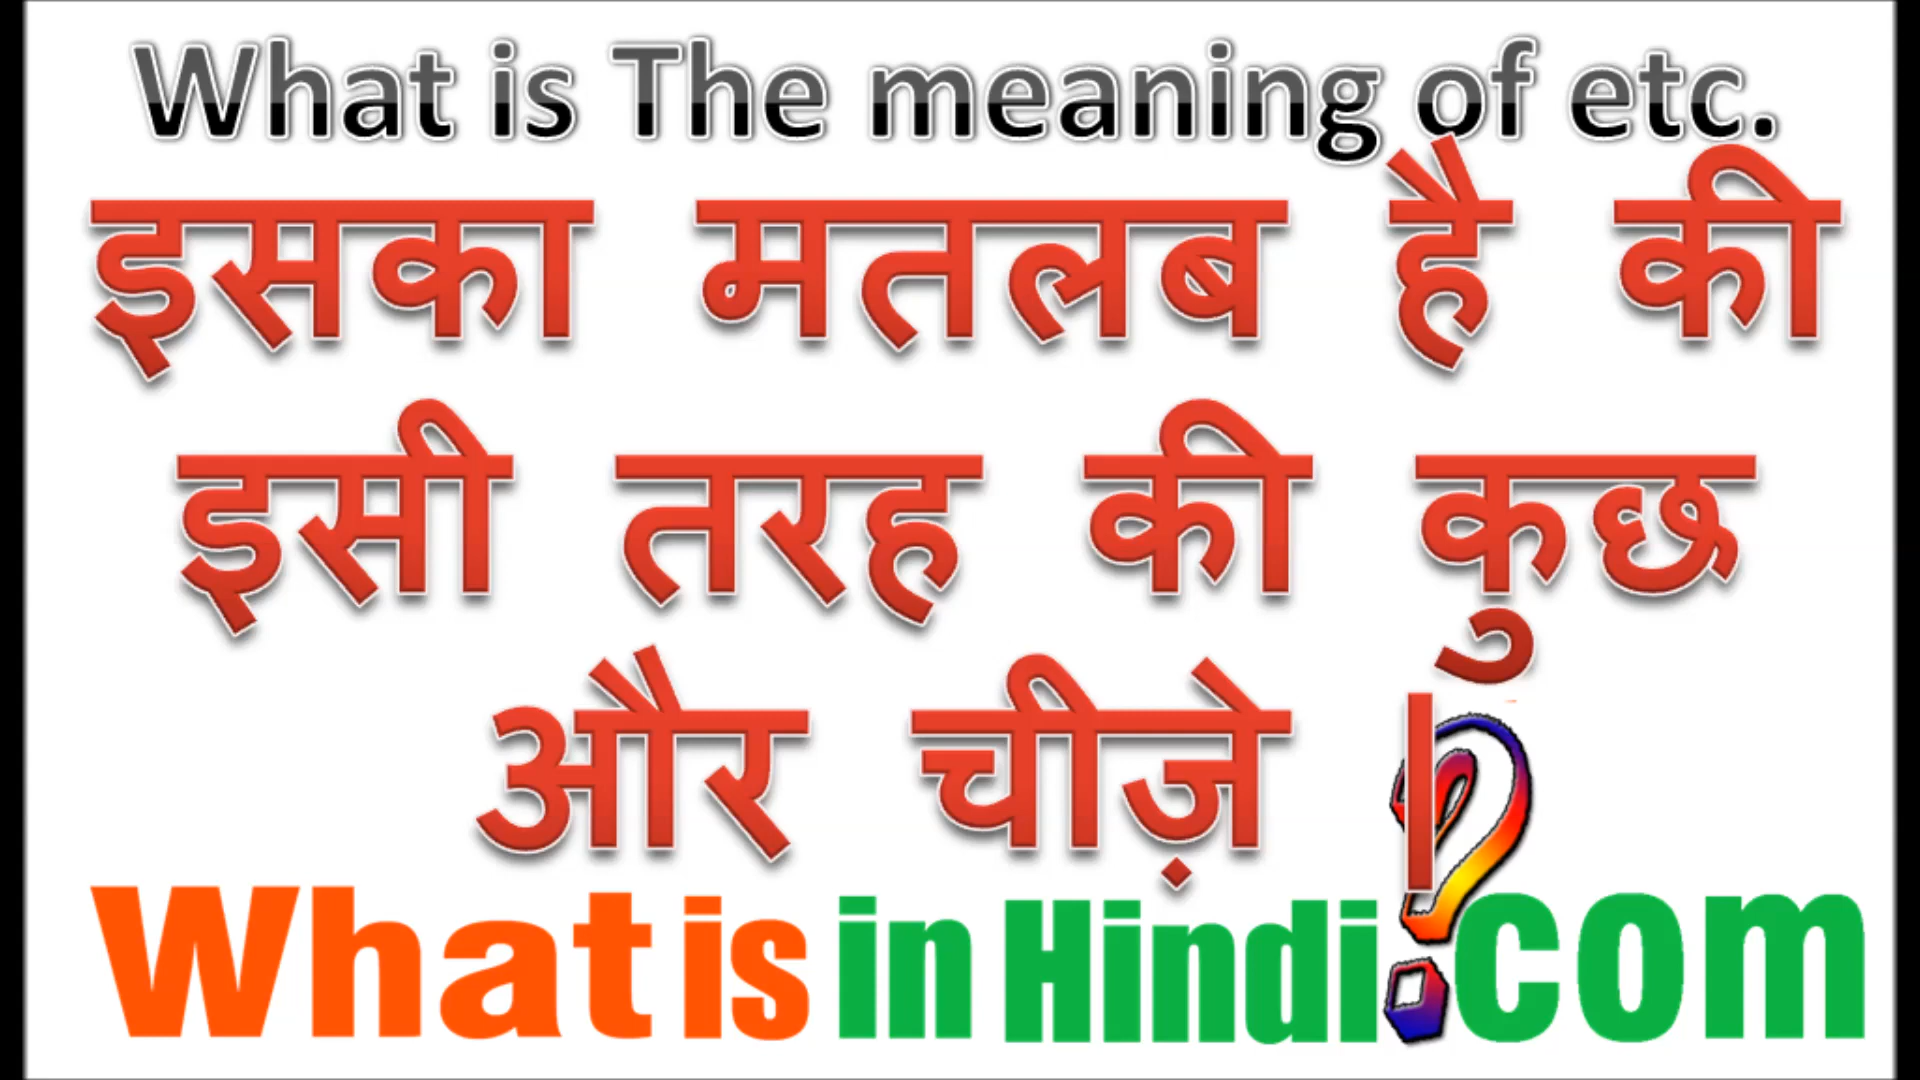 What is The meaning of etc.
इसका मतलब है की
इसी तरह की कुछ
और चीज़े |
What is in Hindi?.com